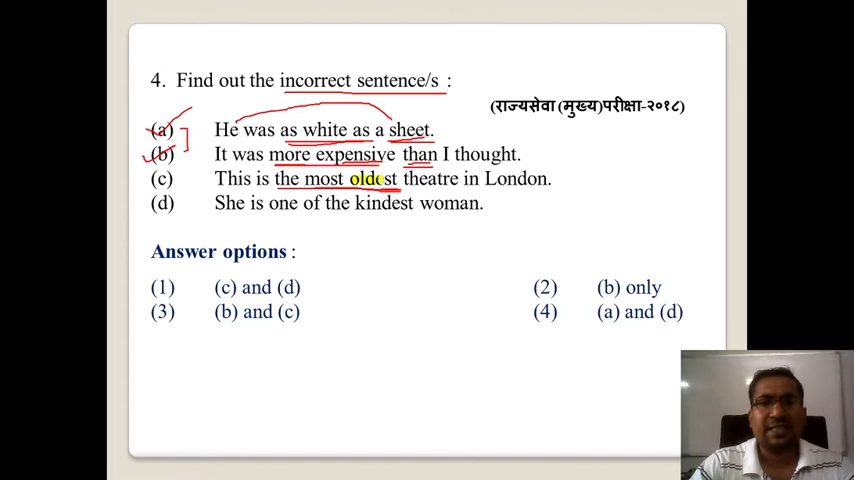 4. Find out the incorrect sentence/s :
(राज्यसेवा (मुख्य)परीक्षा-२०१८)
(a) He was as white as a sheet.
(b) It was more expensive than I thought.
(c) This is the most oldest theatre in London.
(d) She is one of the kindest woman.
Answer options :
(1) (c) and (d) (2) (b) only
(3) (b) and (c) (4) (a) and (d)